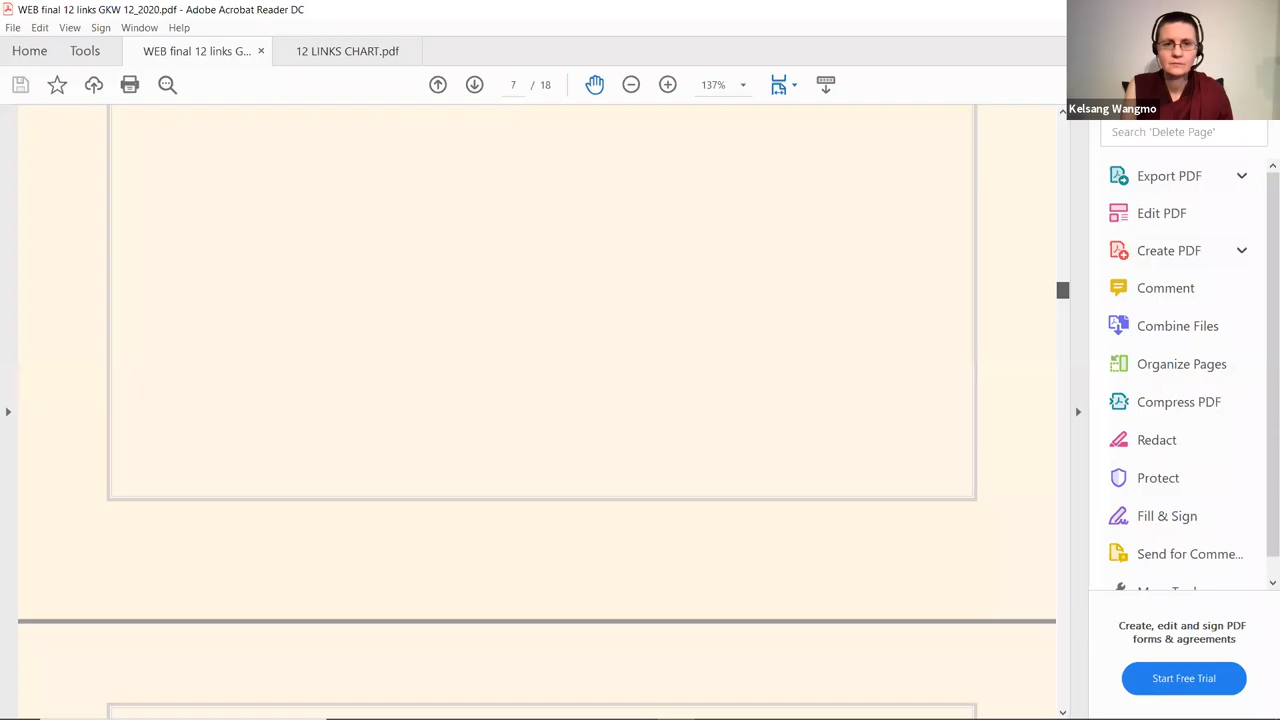 WEB final 12 links GKW 12_2020.pdf - Adobe Acrobat Reader DC
File Edit View Sign Window Help
Home Tools WEB final 12 links G... × 12 LINKS CHART.pdf
7 / 18 137%
Kelsang Wangmo
Search 'Delete Page'
Export PDF
Edit PDF
Create PDF
Comment
Combine Files
Organize Pages
Compress PDF
Redact
Protect
Fill & Sign
Send for Comme...
Create, edit and sign PDF
forms & agreements
Start Free Trial